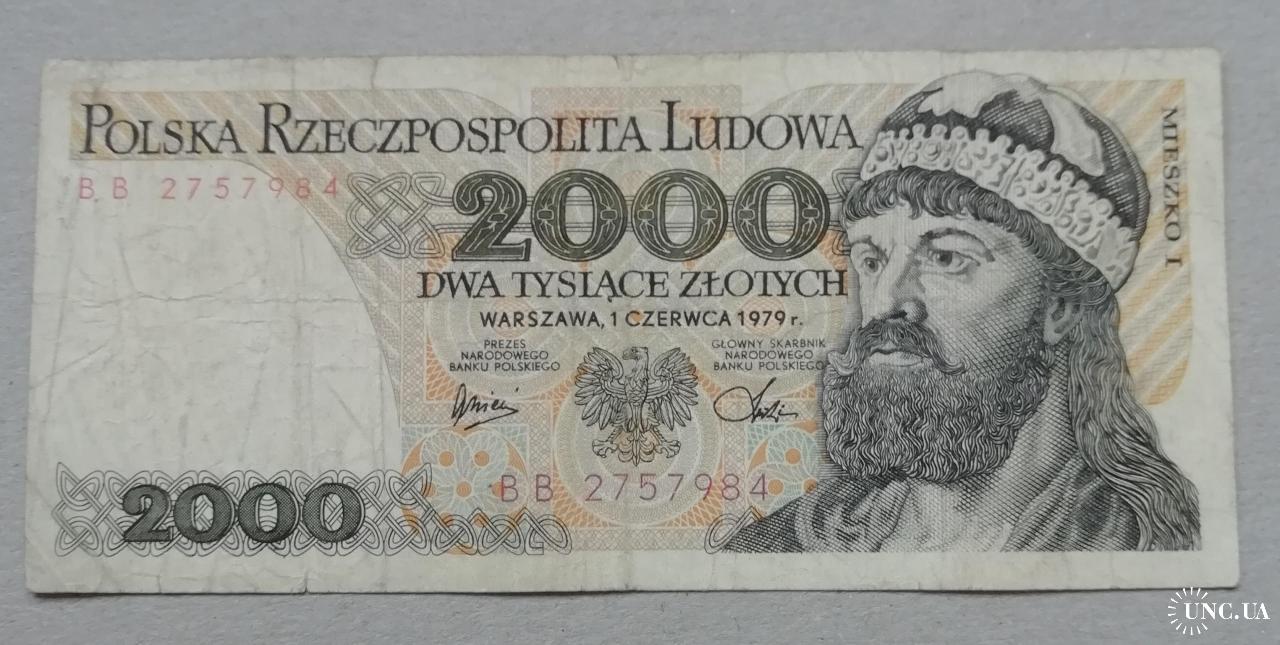 POLSKA RZECZPOSPOLITA LUDOWA
BB 2757984
2000
DWA TYSIĄCE ZŁOTYCH
WARSZAWA, 1 CZERWCA 1979 r.
PREZES
NARODOWEGO
BANKU POLSKIEGO
GŁÓWNY SKARBNIK
NARODOWEGO
BANKU POLSKIEGO
BB 2757984
2000
MIESZKO I
UNC.UA